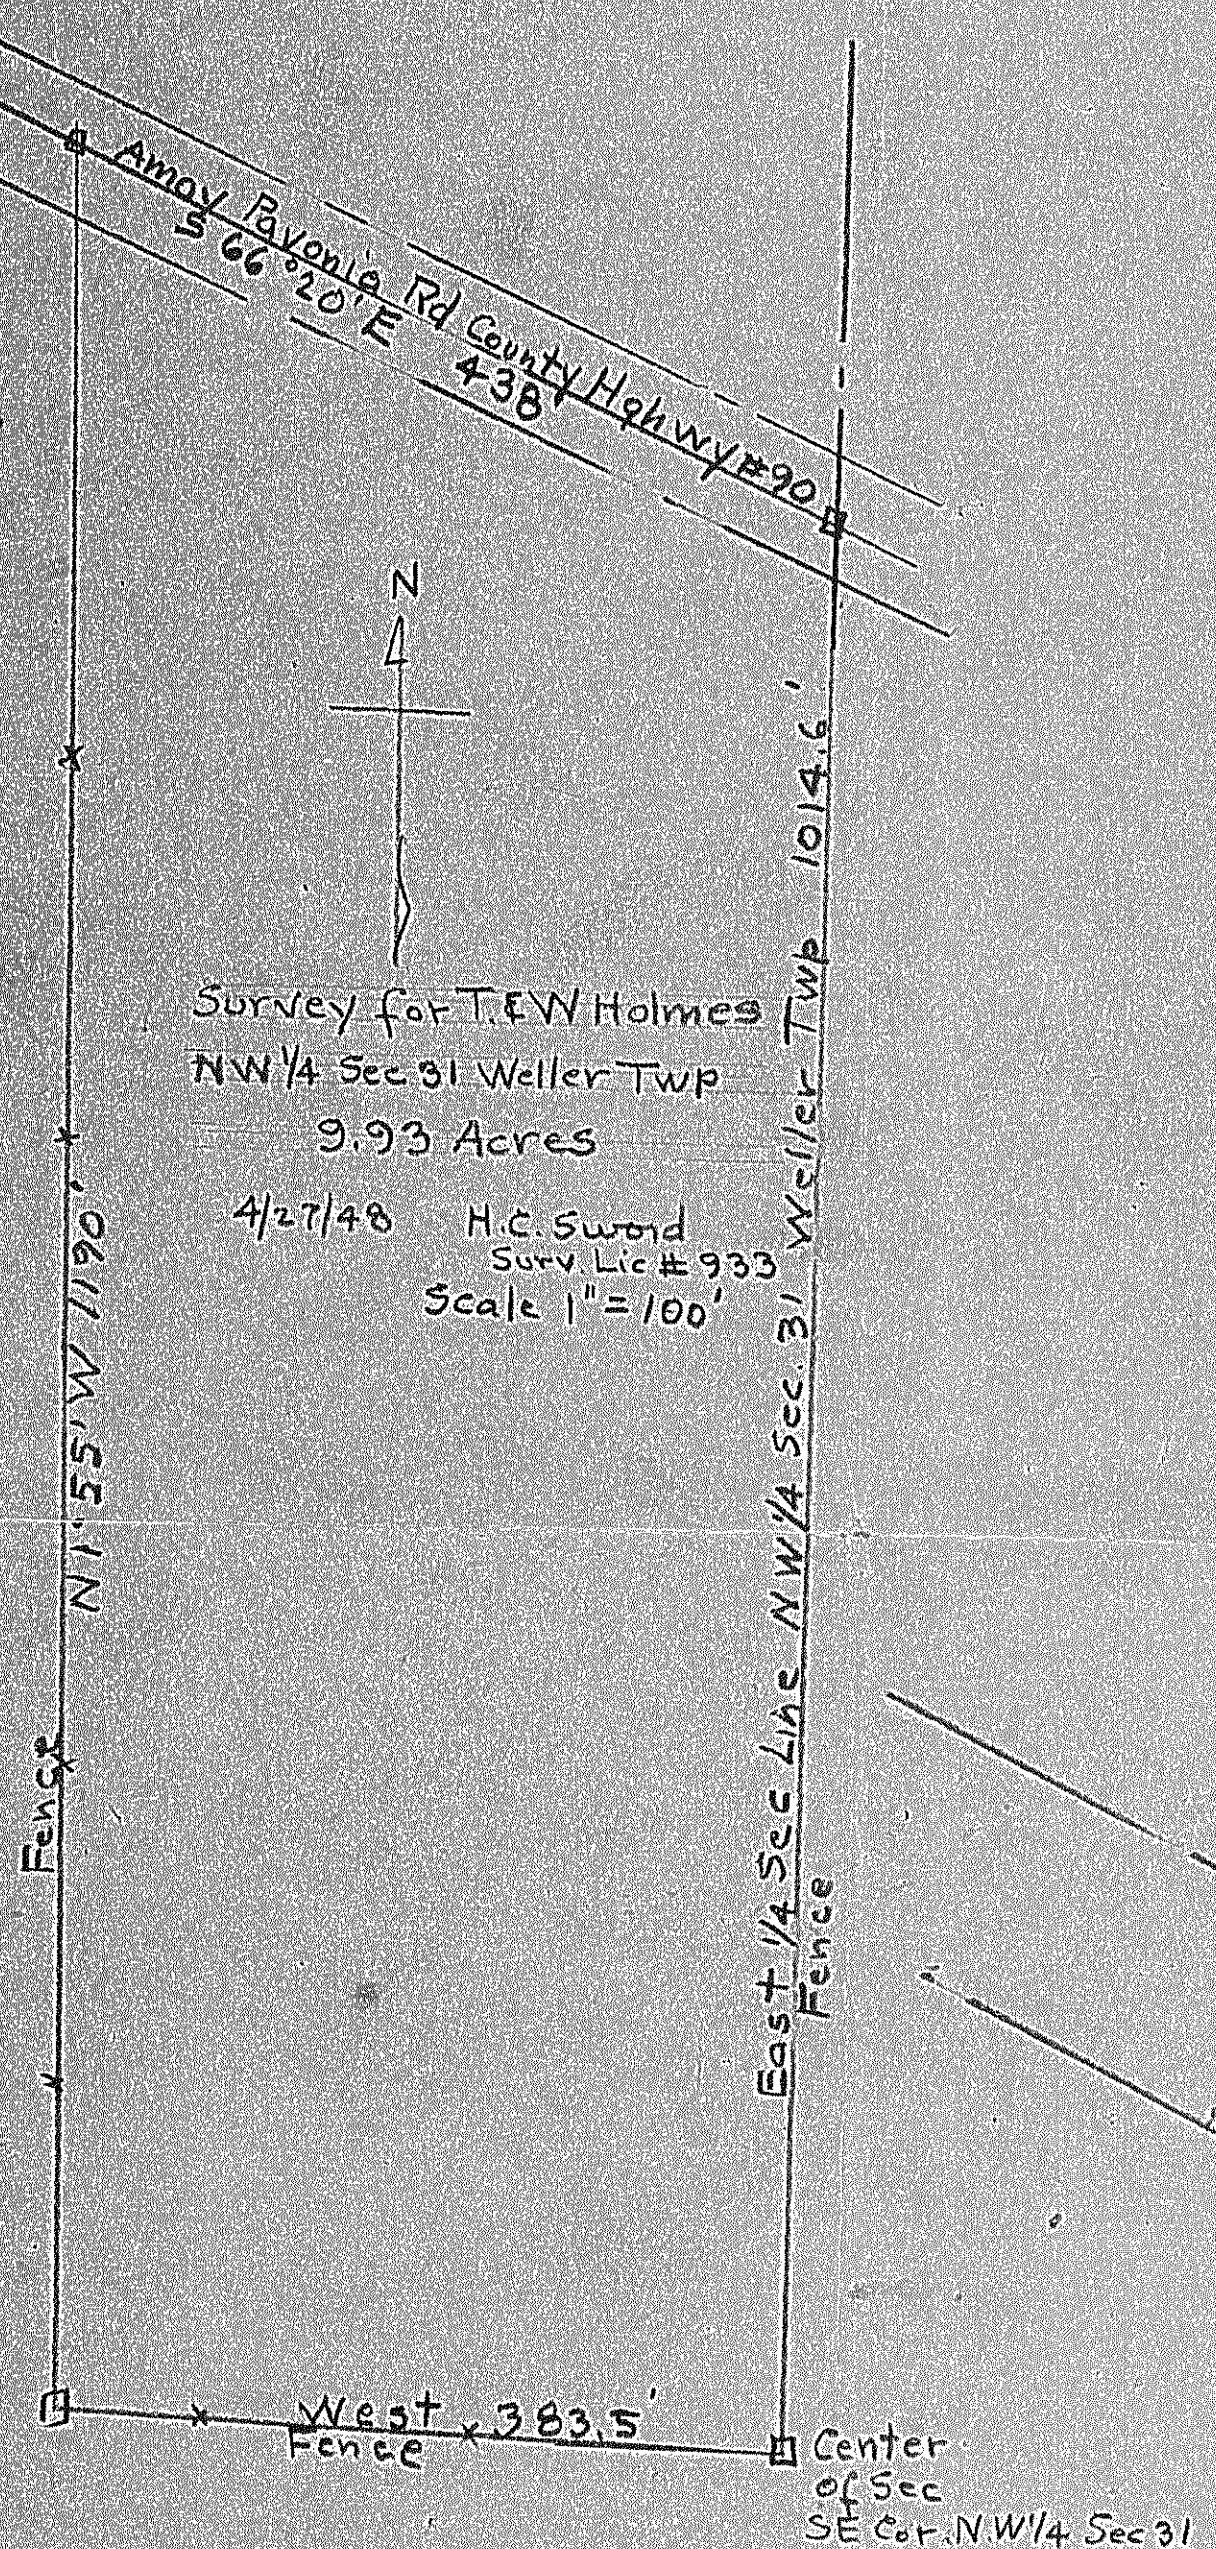 Amoy Pavonia Rd County Hghwy #90
S 66°20' E 438'
N
East 1/4 Sec Line NW 1/4 Sec. 31 Weller Twp 1014.6'
Fence
Survey for T.E.W Holmes
NW 1/4 Sec 31 Weller Twp
9.93 Acres
4/27/48 H.C. Sword
Surv. Lic # 933
Scale 1" = 100'
N 1° 55' W 1190'
Fence
West 383.5'
Fence
Center
of Sec
SE Cor. N.W 1/4 Sec 31